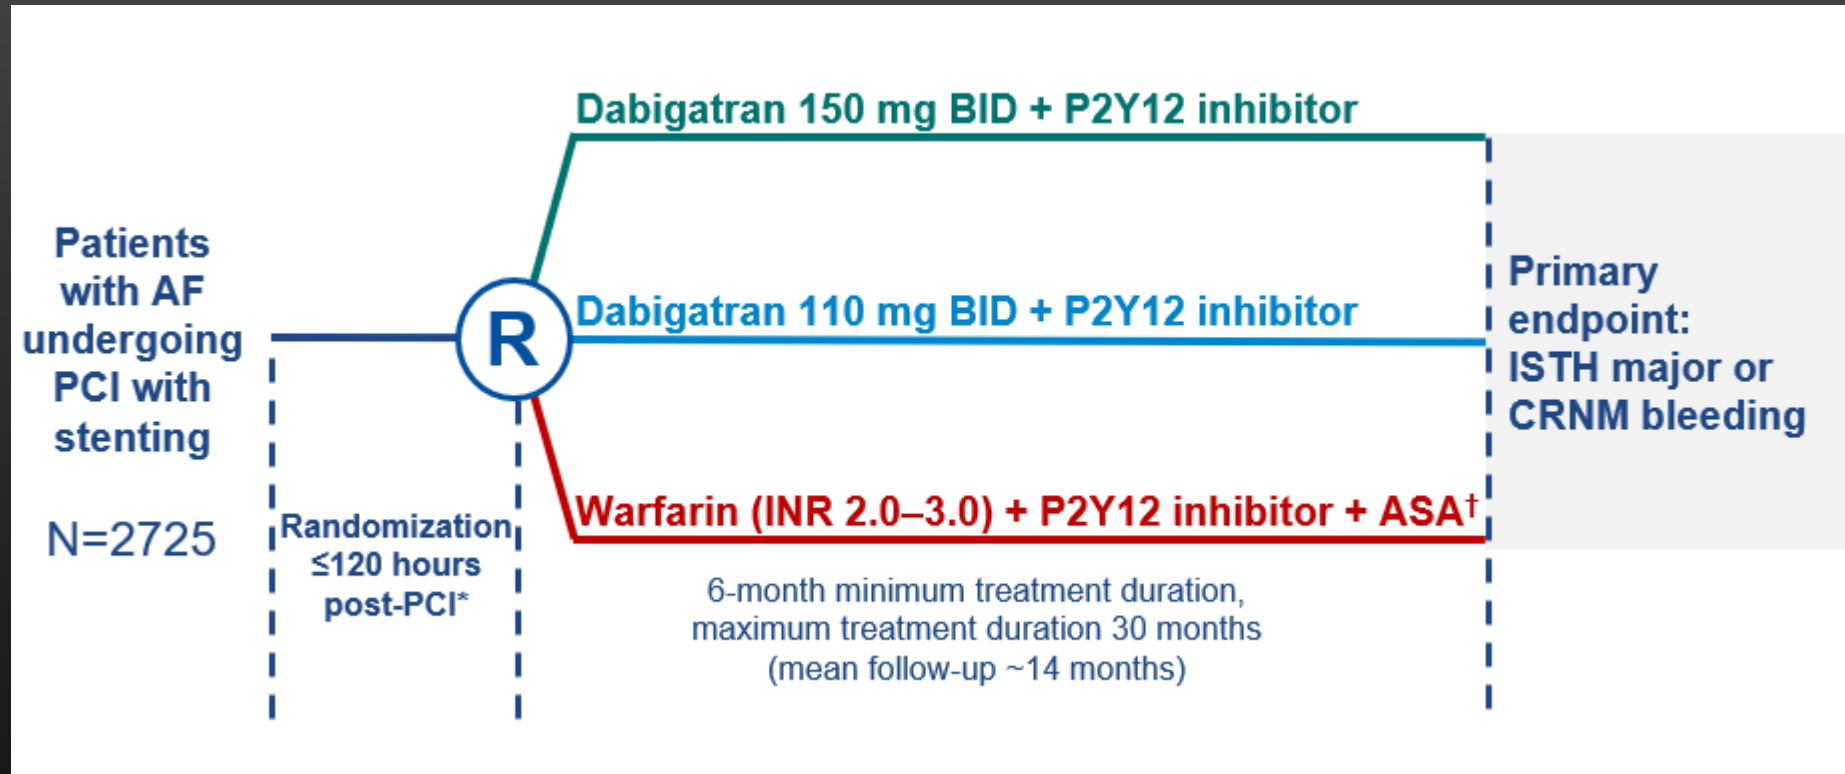 Patients
with AF
undergoing
PCI with
stenting
N=2725
Randomization
≤120 hours
post-PCI*
R
Dabigatran 150 mg BID + P2Y12 inhibitor
Dabigatran 110 mg BID + P2Y12 inhibitor
Warfarin (INR 2.0–3.0) + P2Y12 inhibitor + ASA†
6-month minimum treatment duration,
maximum treatment duration 30 months
(mean follow-up ~14 months)
Primary
endpoint:
ISTH major or
CRNM bleeding